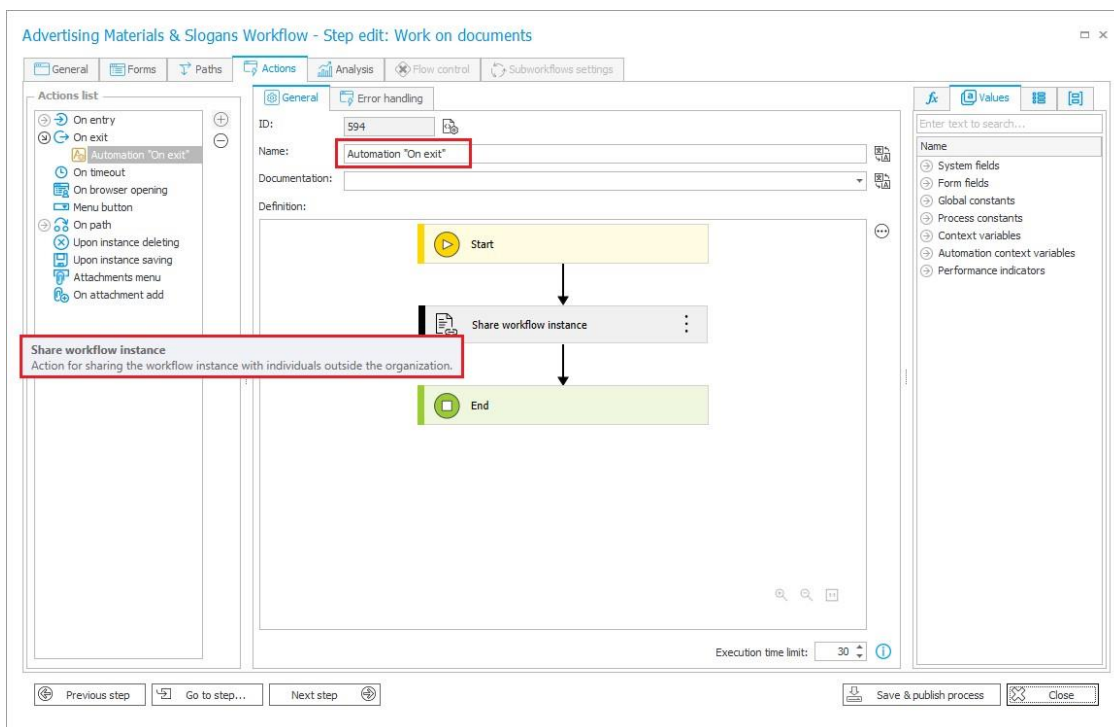 Advertising Materials & Slogans Workflow - Step edit: Work on documents
General Forms Paths Actions Analysis Flow control Subworkflows settings
Actions list
On entry
On exit
Automation "On exit"
On timeout
On browser opening
Menu button
On path
Upon instance deleting
Upon instance saving
Attachments menu
On attachment add
General Error handling
ID: 594
Name: Automation "On exit"
Documentation:
Definition:
Start
Share workflow instance
End
Share workflow instance
Action for sharing the workflow instance with individuals outside the organization.
Execution time limit: 30
fx Values
Enter text to search...
Name
System fields
Form fields
Global constants
Process constants
Context variables
Automation context variables
Performance indicators
Previous step Go to step... Next step Save & publish process Close